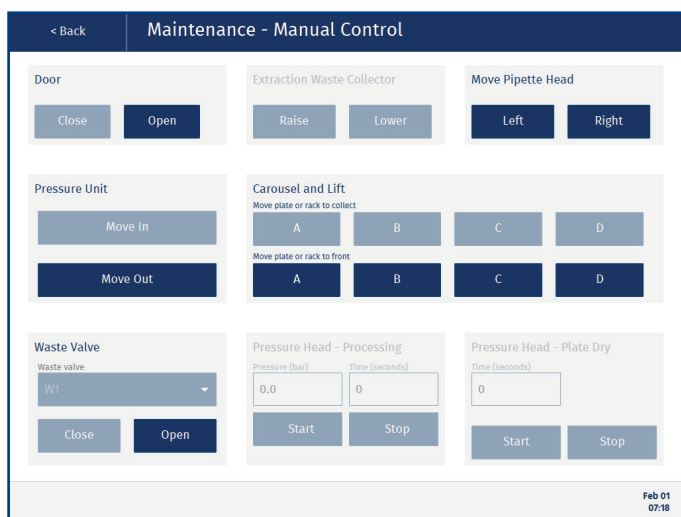 < Back
Maintenance - Manual Control
Door
Close
Open
Extraction Waste Collector
Raise
Lower
Move Pipette Head
Left
Right
Pressure Unit
Move In
Move Out
Carousel and Lift
Move plate or rack to collect
A
B
C
D
Move plate or rack to front
A
B
C
D
Waste Valve
Waste valve
W1
Close
Open
Pressure Head - Processing
Pressure (bar)
Time (seconds)
0.0
0
Start
Stop
Pressure Head - Plate Dry
Time (seconds)
0
Start
Stop
Feb 01
07:18